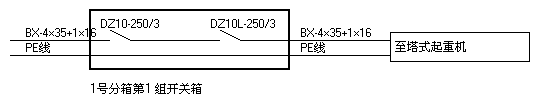 DZ10-250/3
DZ10L-250/3
BX-4×35+1×16
BX-4×35+1×16
PE线
PE线
至塔式起重机
1号分箱第1 组开关箱